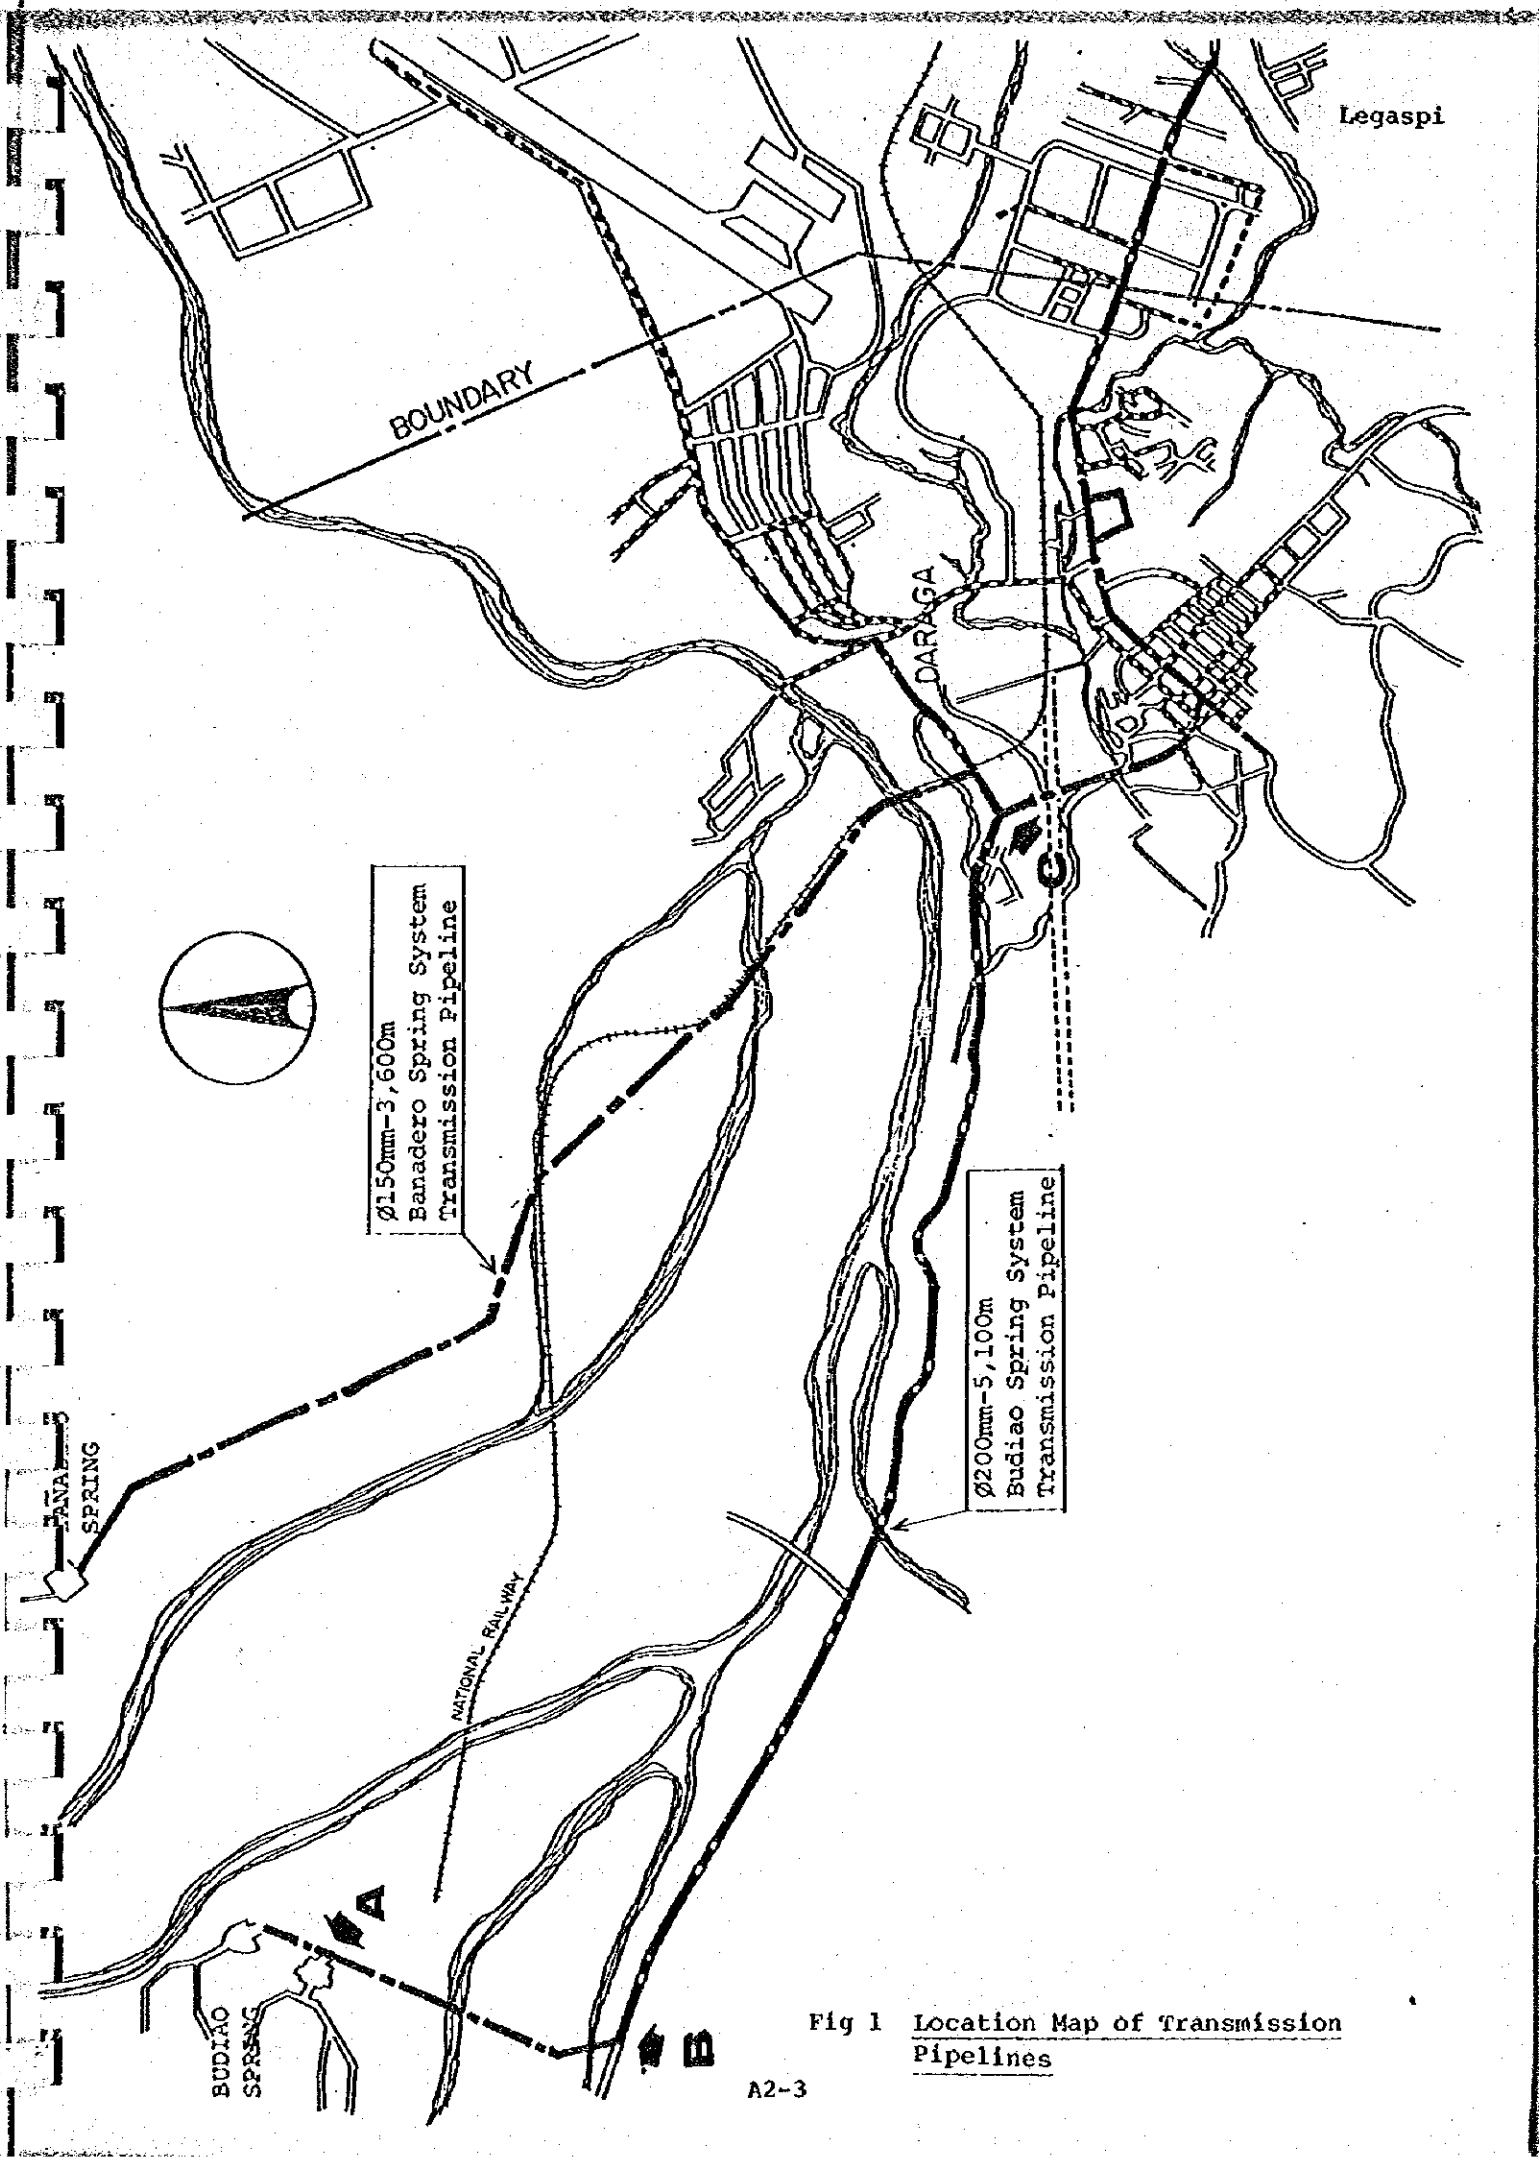 Legaspi
BOUNDARY
DARAGA
Ø150mm-3,600m
Banadero Spring System
Transmission Pipeline
SPRING
NATIONAL RAILWAY
Ø200mm-5,100m
Budiao Spring System
Transmission Pipeline
C
A
B
BUDIAO
SPRING
Fig 1 Location Map of Transmission
Pipelines
A2-3